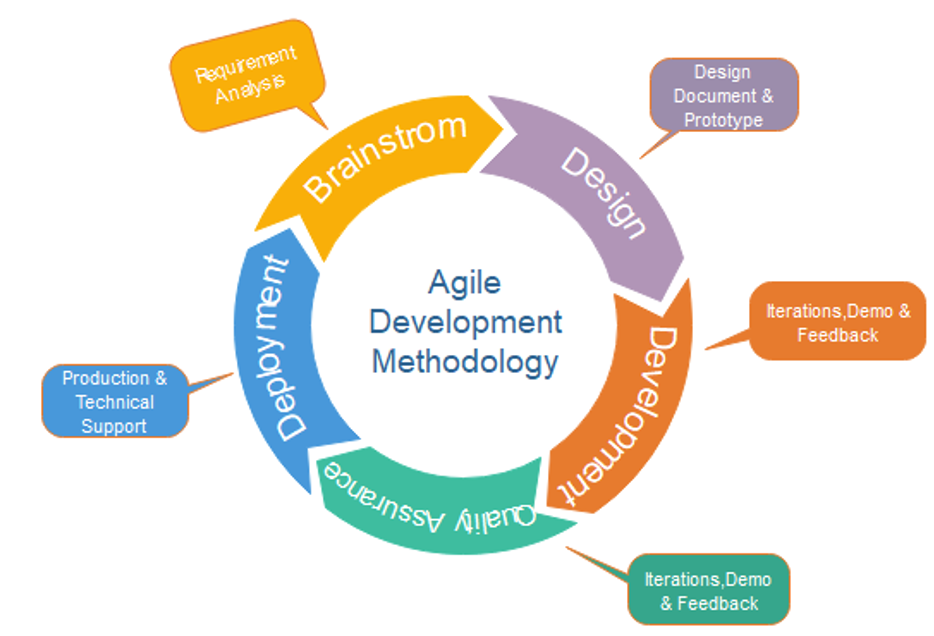 Requirement
Analysis
Brainstrom
Design
Document &
Prototype
Design
Iterations,Demo &
Feedback
Development
Agile
Development
Methodology
Deployment
Production &
Technical
Support
Quality Assurance
Iterations,Demo
& Feedback